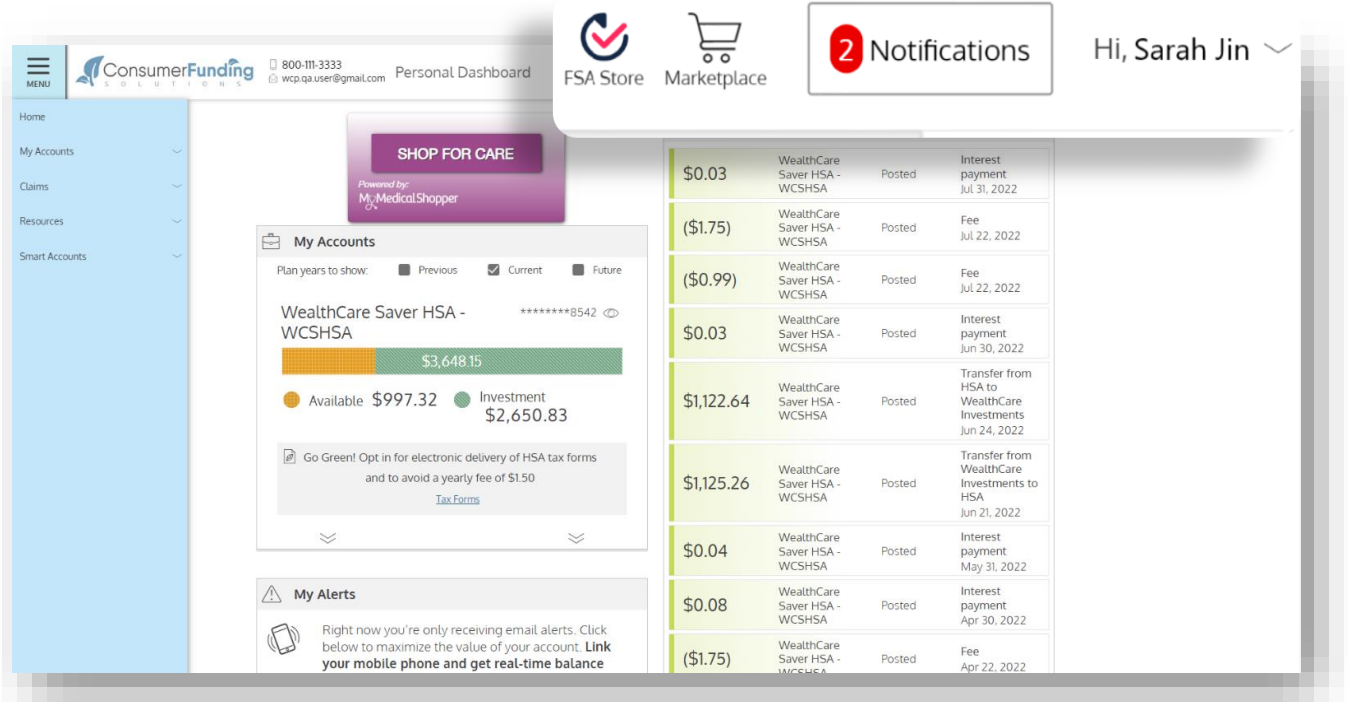 FSA Store
Marketplace
2 Notifications
Hi, Sarah Jin
MENU
ConsumerFunding
SOLUTIONS
800-111-3333
wcp.qa.user@gmail.com
Personal Dashboard
Home
My Accounts
Claims
Resources
Smart Accounts
SHOP FOR CARE
Powered by:
MyMedicalShopper
My Accounts
Plan years to show:
Previous
Current
Future
WealthCare Saver HSA -
WCSHSA
********8542
$3,648.15
Available $997.32
Investment
$2,650.83
Go Green! Opt in for electronic delivery of HSA tax forms
and to avoid a yearly fee of $1.50
Tax Forms
My Alerts
Right now you're only receiving email alerts. Click
below to maximize the value of your account. Link
your mobile phone and get real-time balance
$0.03
WealthCare
Saver HSA -
WCSHSA
Posted
Interest
payment
Jul 31, 2022
($1.75)
WealthCare
Saver HSA -
WCSHSA
Posted
Fee
Jul 22, 2022
($0.99)
WealthCare
Saver HSA -
WCSHSA
Posted
Fee
Jul 22, 2022
$0.03
WealthCare
Saver HSA -
WCSHSA
Posted
Interest
payment
Jun 30, 2022
$1,122.64
WealthCare
Saver HSA -
WCSHSA
Posted
Transfer from
HSA to
WealthCare
Investments
Jun 24, 2022
$1,125.26
WealthCare
Saver HSA -
WCSHSA
Posted
Transfer from
WealthCare
Investments to
HSA
Jun 21, 2022
$0.04
WealthCare
Saver HSA -
WCSHSA
Posted
Interest
payment
May 31, 2022
$0.08
WealthCare
Saver HSA -
WCSHSA
Posted
Interest
payment
Apr 30, 2022
($1.75)
WealthCare
Saver HSA -
WCSHSA
Posted
Fee
Apr 22, 2022